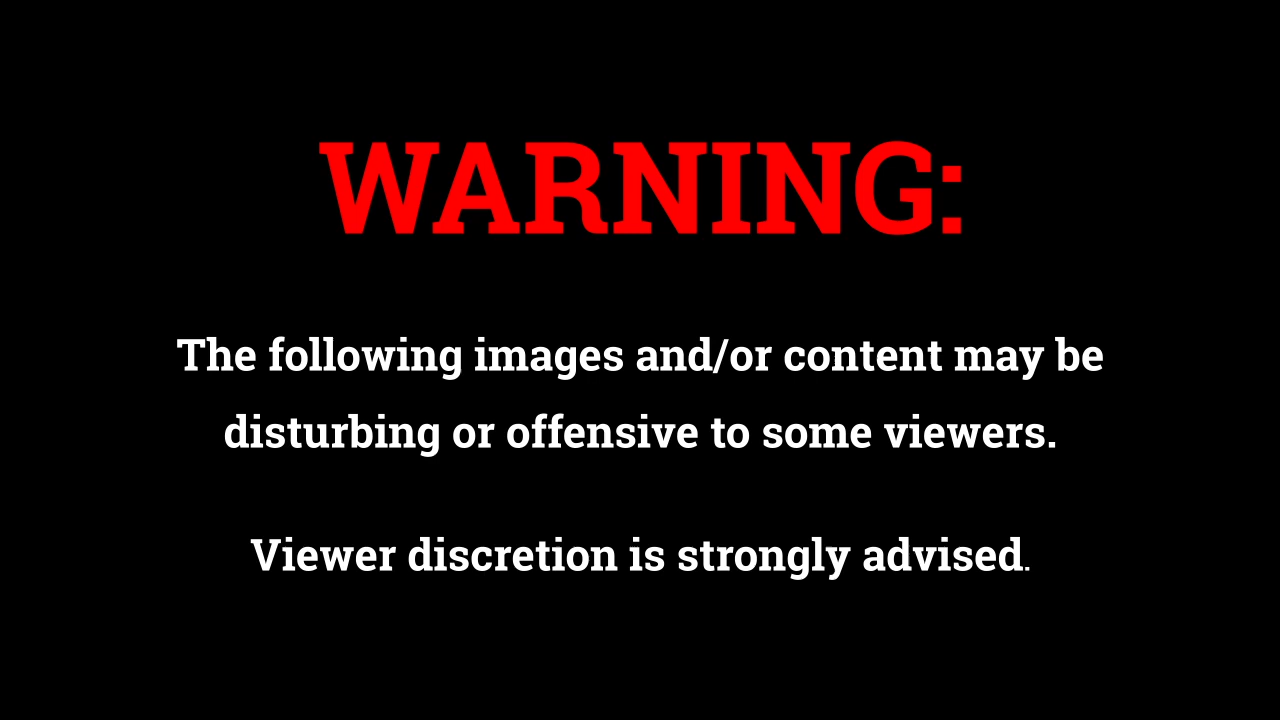 WARNING:
The following images and/or content may be
disturbing or offensive to some viewers.
Viewer discretion is strongly advised.